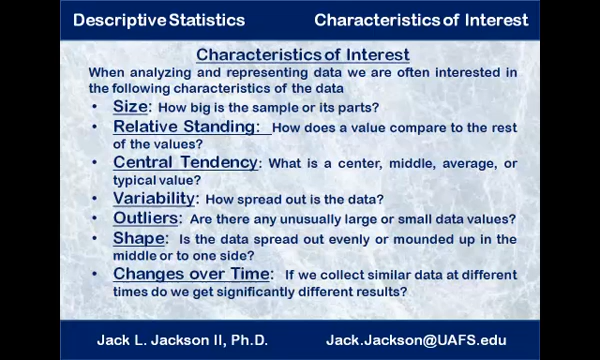 Descriptive Statistics Characteristics of Interest
Characteristics of Interest
When analyzing and representing data we are often interested in
the following characteristics of the data
• Size: How big is the sample or its parts?
• Relative Standing: How does a value compare to the rest
of the values?
• Central Tendency: What is a center, middle, average, or
typical value?
• Variability: How spread out is the data?
• Outliers: Are there any unusually large or small data values?
• Shape: Is the data spread out evenly or mounded up in the
middle or to one side?
• Changes over Time: If we collect similar data at different
times do we get significantly different results?
Jack L. Jackson II, Ph.D. Jack.Jackson@UAFS.edu